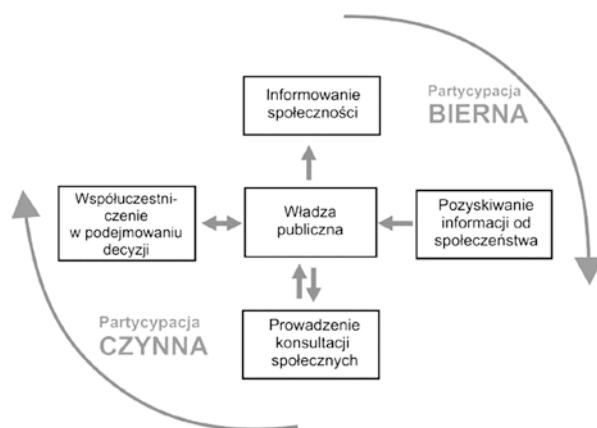 Informowanie
społeczności
Partycypacja
BIERNA
Współuczestni-
czenie
w podejmowaniu
decyzji
Władza
publiczna
Pozyskiwanie
informacji od
społeczeństwa
Partycypacja
CZYNNA
Prowadzenie
konsultacji
społecznych